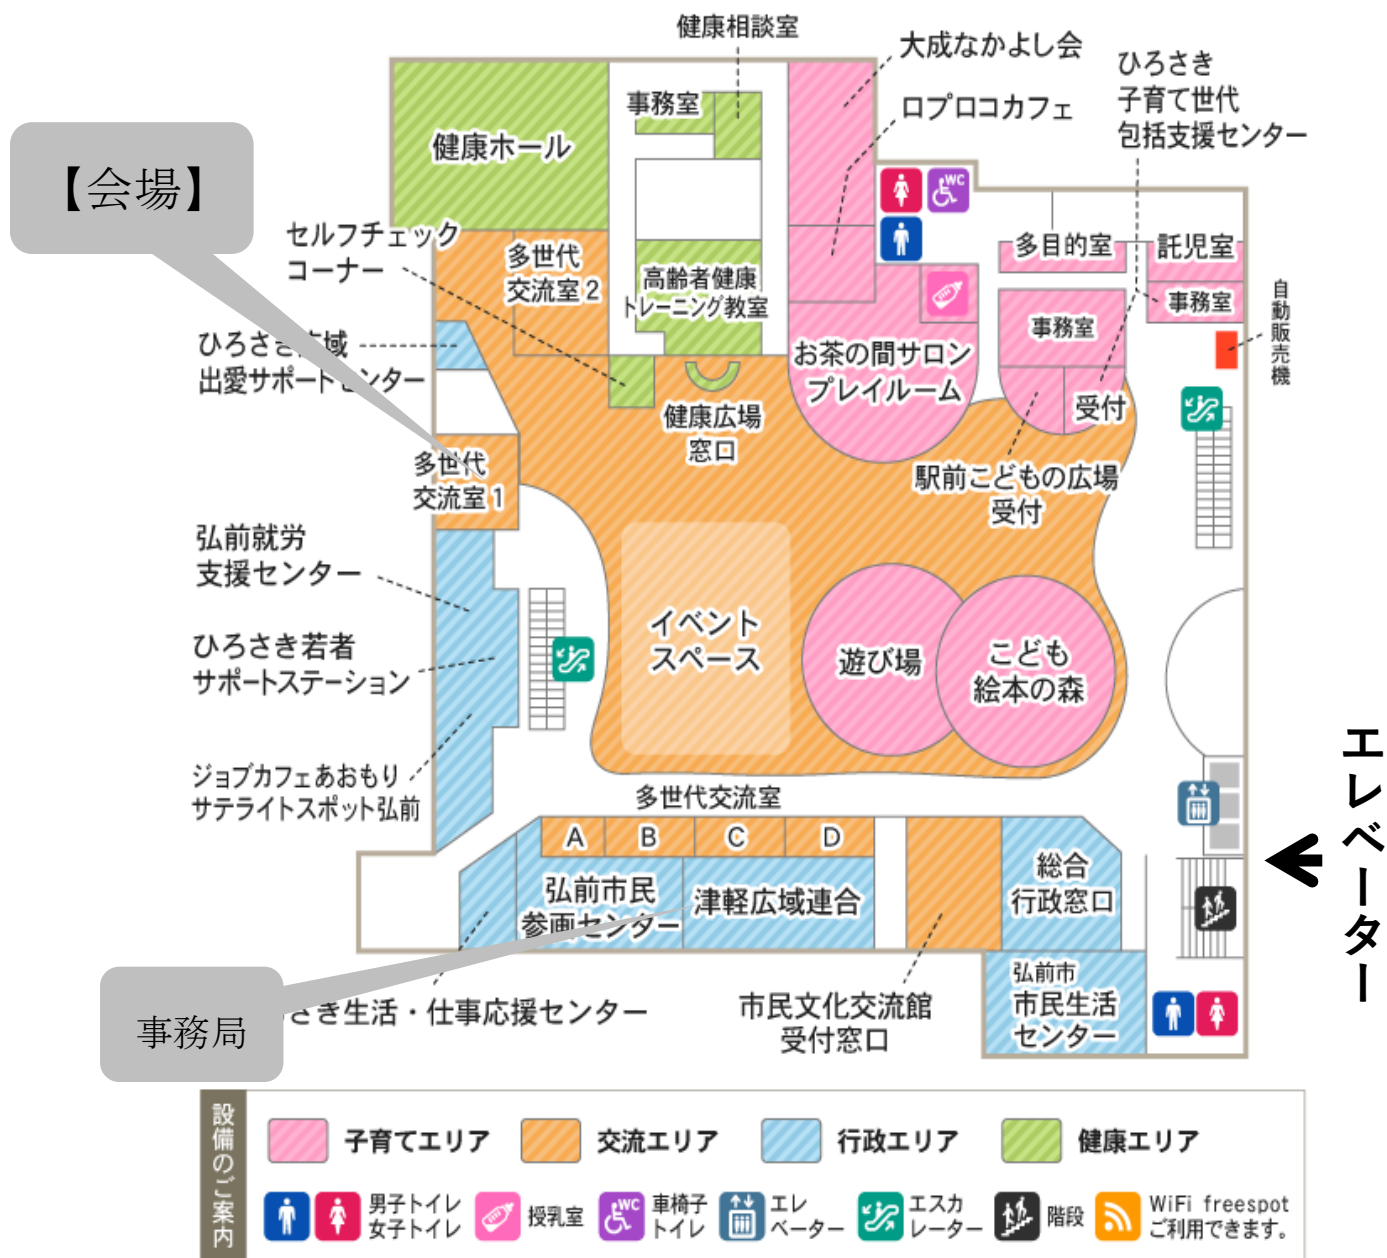 健康相談室
大成なかよし会
ひろさき
子育て世代
包括支援センター
ロプロコカフェ
事務室
健康ホール
【会場】
WC
セルフチェック
コーナー
多世代
交流室2
高齢者健康
トレーニング教室
多目的室
託児室
事務室
事務室
自動販売機
ひろさき広域
出愛サポートセンター
お茶の間サロン
プレイルーム
受付
健康広場
窓口
多世代
交流室1
駅前こどもの広場
受付
弘前就労
支援センター
イベント
スペース
遊び場
こども
絵本の森
ひろさき若者
サポートステーション
エレベーター
ジョブカフェあおもり
サテライトスポット弘前
多世代交流室
A
B
C
D
弘前市民
参画センター
津軽広域連合
総合
行政窓口
事務局
さき生活・仕事応援センター
市民文化交流館
受付窓口
弘前市
市民生活
センター
設備のご案内
子育てエリア
交流エリア
行政エリア
健康エリア
男子トイレ
女子トイレ
授乳室
WC
車椅子
トイレ
エレ
ベーター
エスカ
レーター
階段
WiFi freespot
ご利用できます。